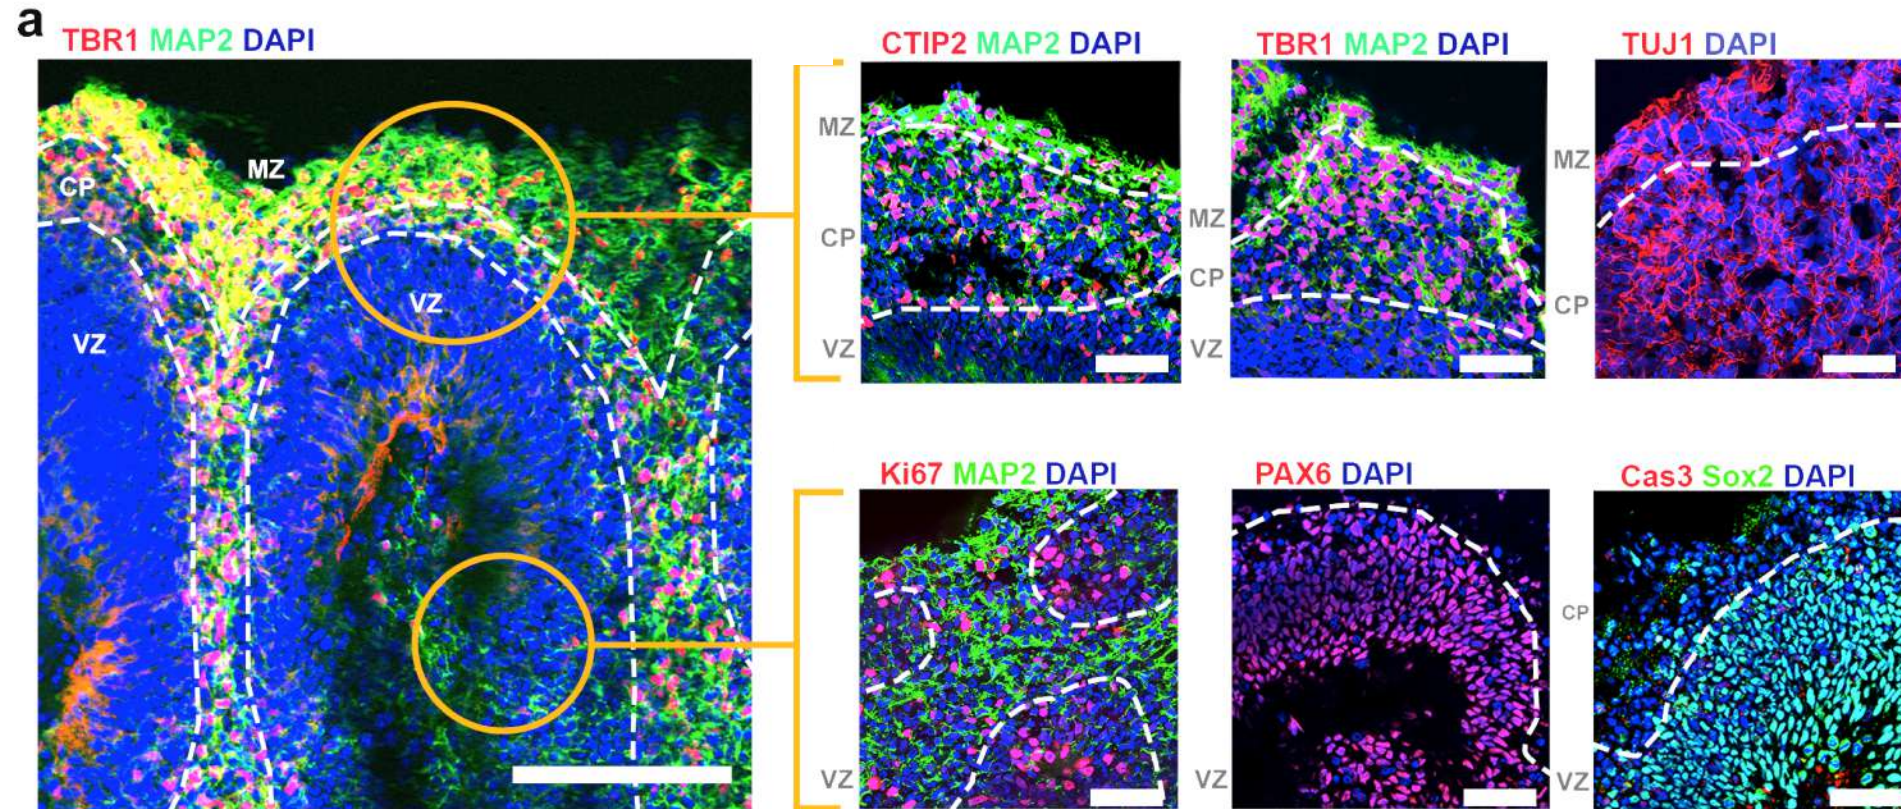 a
TBR1 MAP2 DAPI
MZ
CP
VZ
VZ
CTIP2 MAP2 DAPI
MZ
CP
VZ
TBR1 MAP2 DAPI
MZ
CP
VZ
TUJ1 DAPI
MZ
CP
Ki67 MAP2 DAPI
VZ
PAX6 DAPI
VZ
Cas3 Sox2 DAPI
CP
VZ